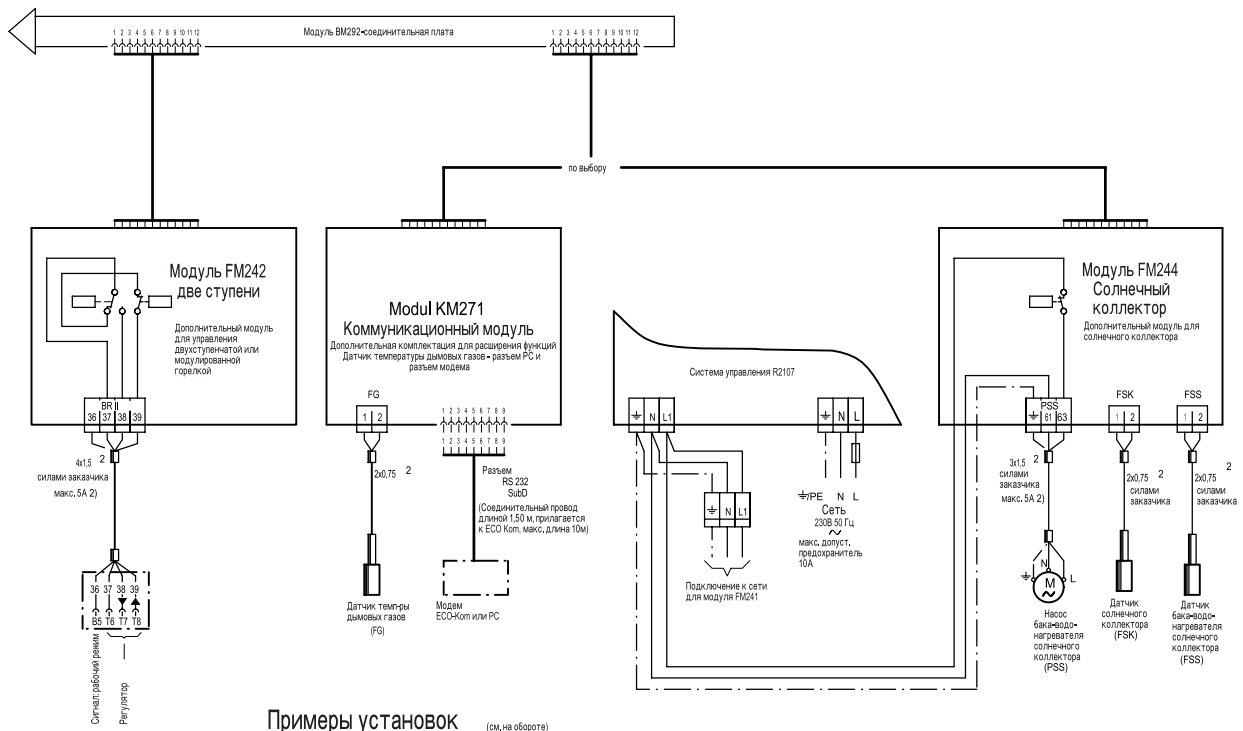 Модуль BM292-соединительная плата
1 2 3 4 5 6 7 8 9 10 11 12
1 2 3 4 5 6 7 8 9 10 11 12
по выбору
Модуль FM242
две ступени
Дополнительный модуль
для управления
двухступенчатой или
модулированной
горелкой
BR II
36 37 38 39
4x1,5 2
силами заказчика
макс. 5A 2)
36 37 38 39
B5 T6 T7 T8
Сигнал: рабочий режим
Регулятор
Modul KM271
Коммуникационный модуль
Дополнительная комплектация для расширения функций
Датчик температуры дымовых газов - разъем PC и
разъем модема
FG
1 2
1 2 3 4 5 6 7 8 9
1 2 3 4 5 6 7 8 9
2x0,75 2
Разъем
RS 232
SubD
(Соединительный провод
длиной 1,50 м, прилагается
к ECO Kom, макс. длина 10м)
Датчик темп-ры
дымовых газов
(FG)
Модем
ECO-Kom или PC
Система управления R2107
N L1
N L
N L1
Подключение к сети
для модуля FM241
/PE N L
Сеть
230В 50 Гц
макс. допуст.
предохранитель
10А
Модуль FM244
Солнечный
коллектор
Дополнительный модуль для
солнечного коллектора
PSS
61 63
FSK
1 2
FSS
1 2
3x1,5 2
силами
заказчика
макс. 5A 2)
2x0,75 2
силами
заказчика
2x0,75 2
силами
заказчика
N
L
M
Насос
бака-водо-
нагревателя
солнечного
коллектора
(PSS)
Датчик
солнечного
коллектора
(FSK)
Датчик
бака-водо-
нагревателя
солнечного
коллектора
(FSS)
Примеры установок (см, на обороте)